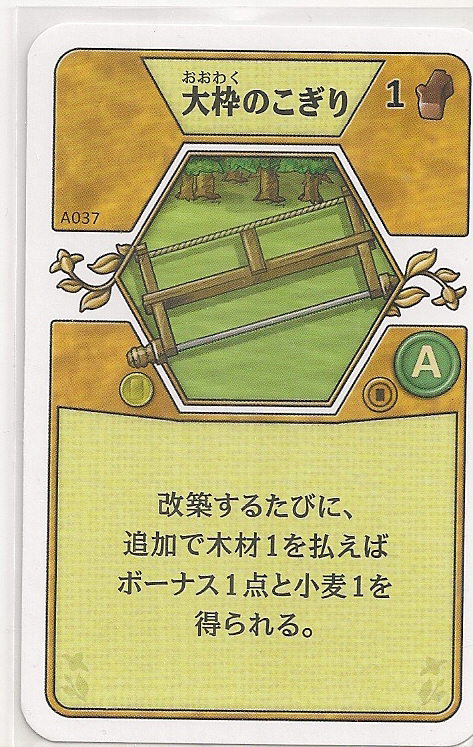 おおわく
大枠のこぎり
1
A037
A
改築するたびに、
追加で木材1を払えば
ボーナス1点と小麦1を
得られる。